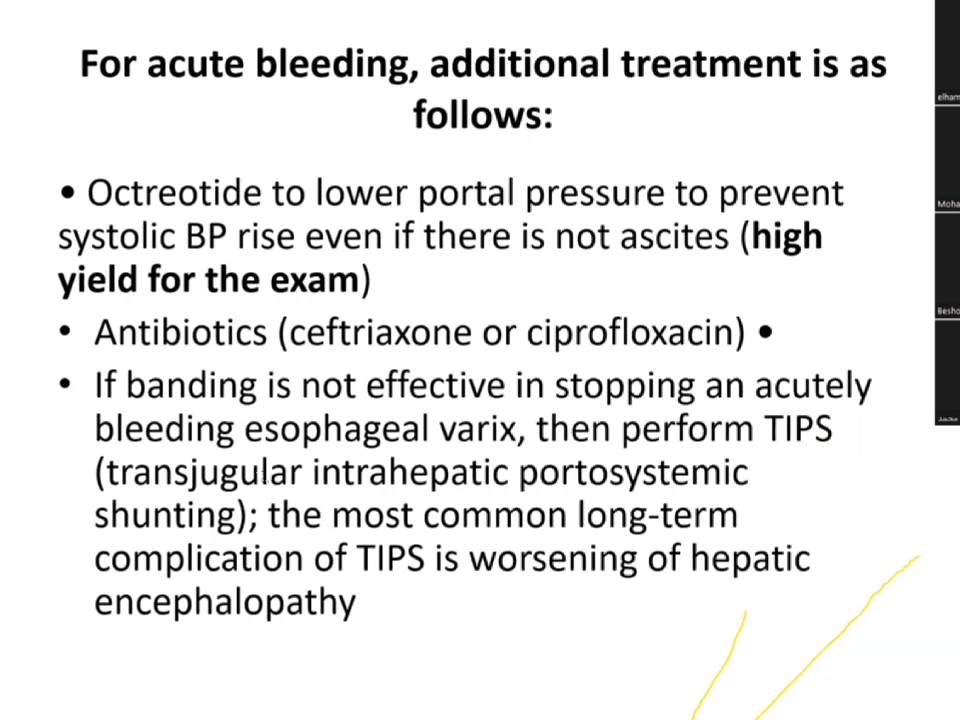 For acute bleeding, additional treatment is as
follows:
• Octreotide to lower portal pressure to prevent
systolic BP rise even if there is not ascites (high
yield for the exam)
• Antibiotics (ceftriaxone or ciprofloxacin) •
• If banding is not effective in stopping an acutely
bleeding esophageal varix, then perform TIPS
(transjugular intrahepatic portosystemic
shunting); the most common long-term
complication of TIPS is worsening of hepatic
encephalopathy
elham
Moha
Besho